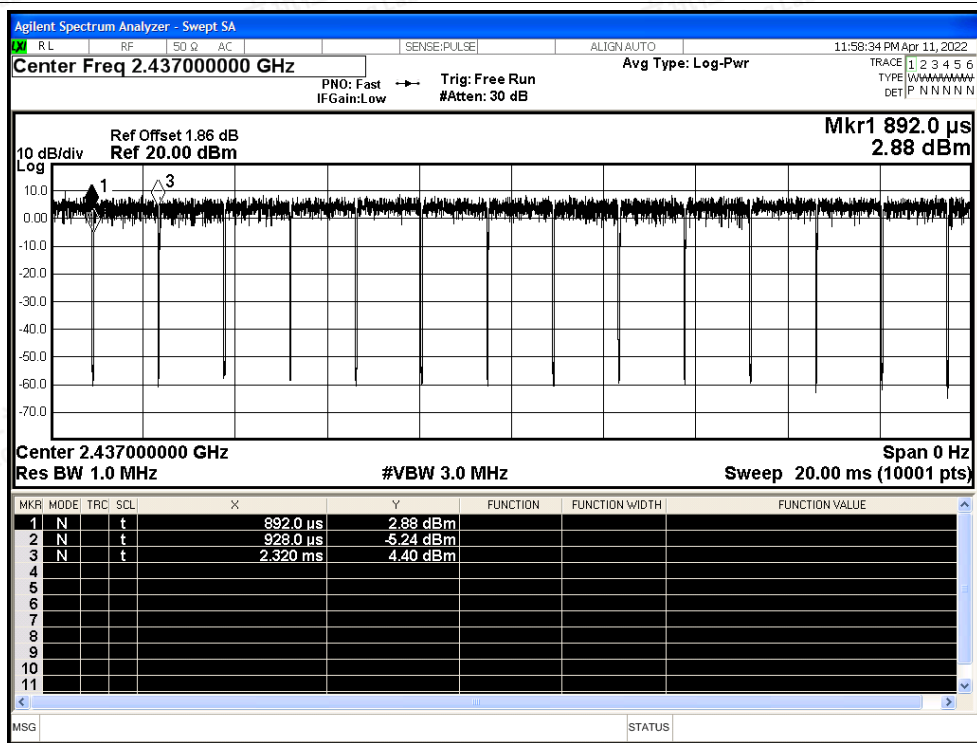 Agilent Spectrum Analyzer - Swept SA
LXI RL RF 50 Ω AC SENSE:PULSE ALIGN AUTO 11:58:34 PM Apr 11, 2022
Center Freq 2.437000000 GHz
PNO: Fast
IFGain:Low
Trig: Free Run
#Atten: 30 dB
Avg Type: Log-Pwr
TRACE 1 2 3 4 5 6
TYPE WWWWWWW
DET P N N N N N
Mkr1 892.0 µs
2.88 dBm
Ref Offset 1.86 dB
10 dB/div Ref 20.00 dBm
Log
1
3
10.0
0.00
-10.0
-20.0
-30.0
-40.0
-50.0
-60.0
-70.0
Center 2.437000000 GHz Span 0 Hz
Res BW 1.0 MHz #VBW 3.0 MHz Sweep 20.00 ms (10001 pts)
MKR MODE TRC SCL X Y FUNCTION FUNCTION WIDTH FUNCTION VALUE
1 N t 892.0 µs 2.88 dBm
2 N t 928.0 µs -5.24 dBm
3 N t 2.320 ms 4.40 dBm
4
5
6
7
8
9
10
11
MSG STATUS